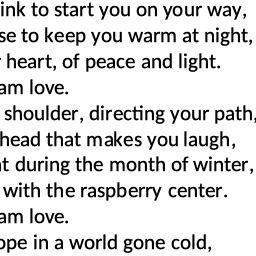 ink to start you on your way,
se to keep you warm at night,
heart, of peace and light.
am love.
shoulder, directing your path,
head that makes you laugh,
t during the month of winter,
with the raspberry center.
am love.
ope in a world gone cold,